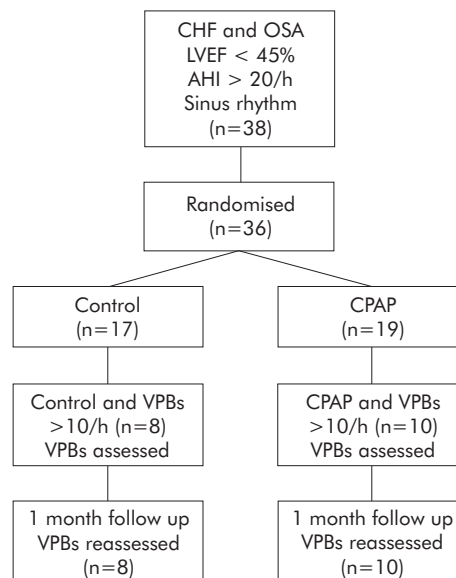 CHF and OSA
LVEF < 45%
AHI > 20/h
Sinus rhythm
(n=38)
Randomised
(n=36)
Control
(n=17)
CPAP
(n=19)
Control and VPBs
>10/h (n=8)
VPBs assessed
CPAP and VPBs
>10/h (n=10)
VPBs assessed
1 month follow up
VPBs reassessed
(n=8)
1 month follow up
VPBs reassessed
(n=10)